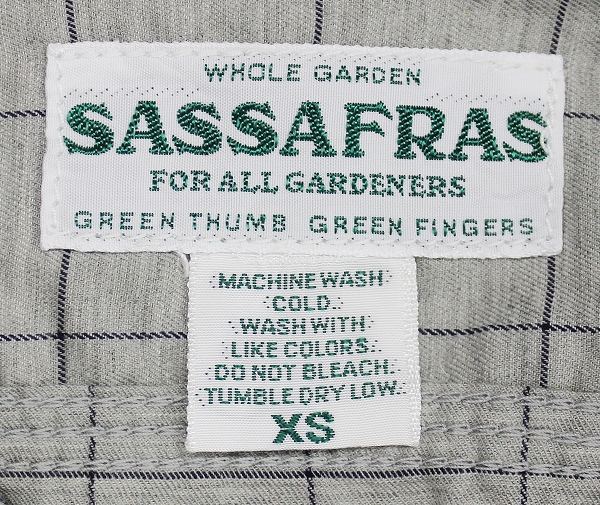 WHOLE GARDEN
SASSAFRAS
FOR ALL GARDENERS
GREEN THUMB GREEN FINGERS
MACHINE WASH
COLD.
WASH WITH
LIKE COLORS.
DO NOT BLEACH.
TUMBLE DRY LOW.
XS